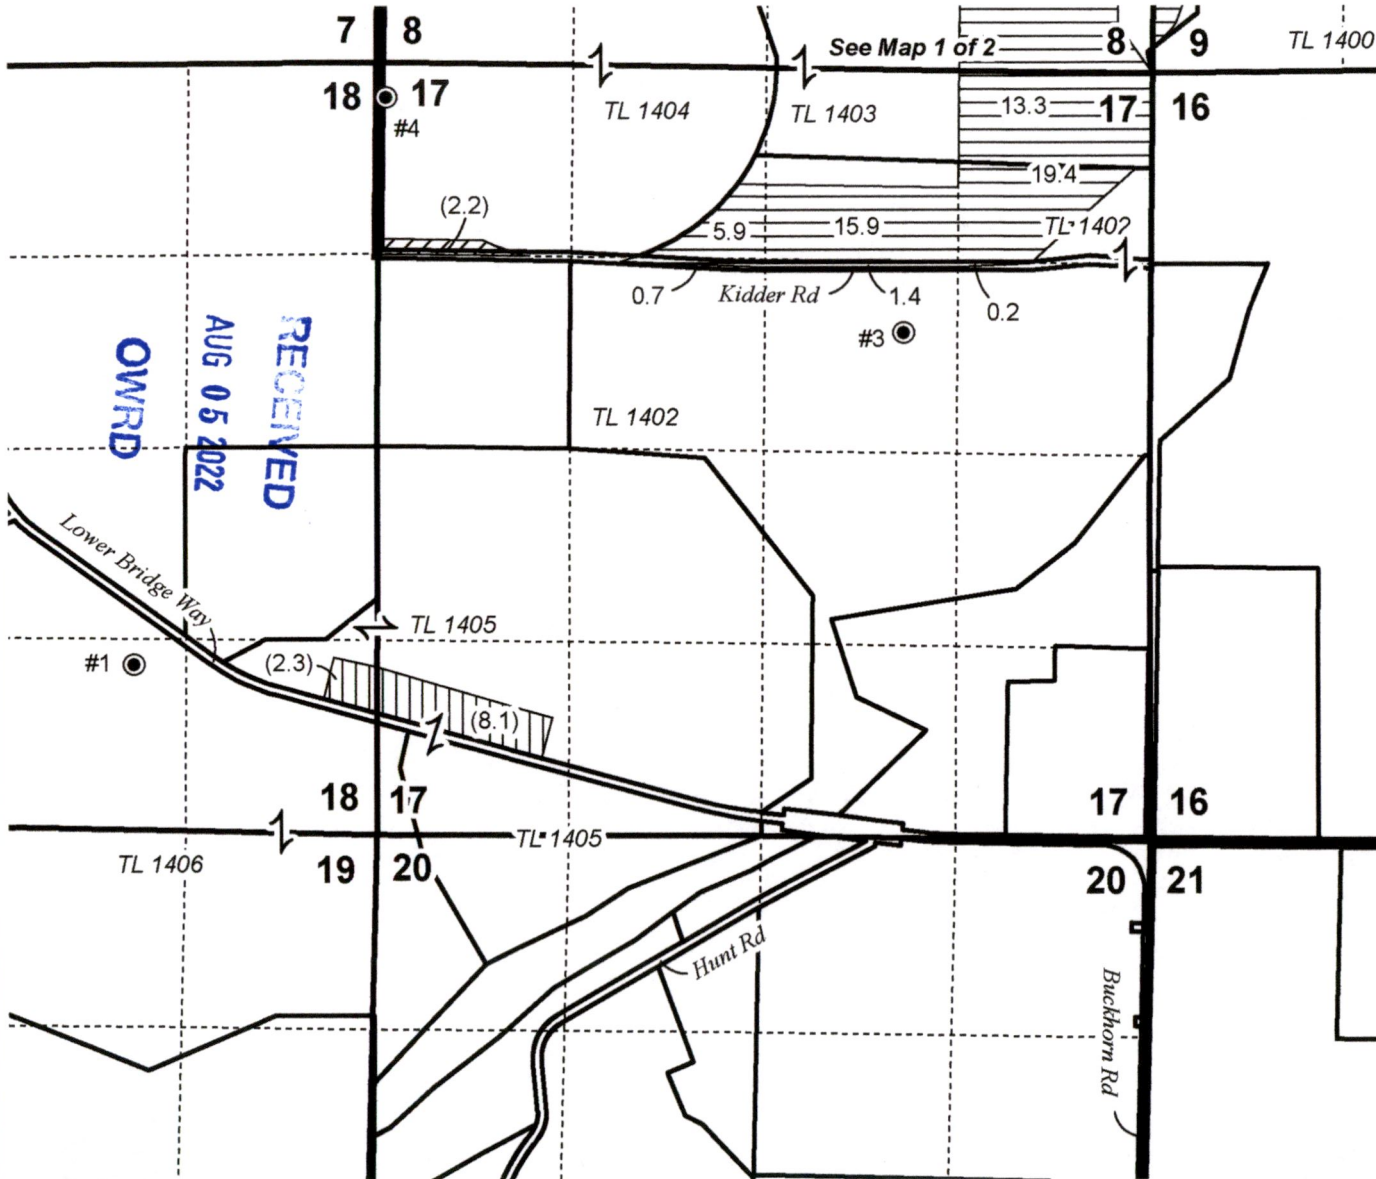 7 8
See Map 1 of 2
8 9
TL 1400
18 17
#4
TL 1404
TL 1403
13.3
17 16
19.4
(2.2)
5.9
15.9
TL 1402
0.7
Kidder Rd
1.4
0.2
#3
RECEIVED
AUG 05 2022
OWRD
TL 1402
Lower Bridge Way
TL 1405
#1
(2.3)
(8.1)
18 17
17 16
TL 1405
TL 1406
19 20
20 21
Hunt Rd
Buckhorn Rd